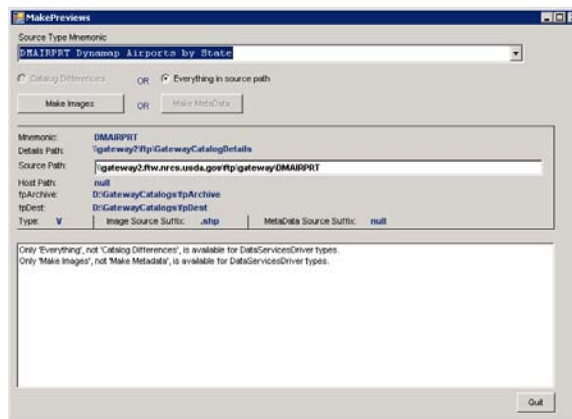 MakePreviews
Source Type Mnemonic
DMAIRPRT Dynamap Airports by State
Catalog Differences OR Everything in source path
Make Images OR Make MetaData
Mnemonic: DMAIRPRT
Details Path: \\gateway2\ftp\GatewayCatalogDetails
Source Path: \\gateway2.ftw.nrcs.usda.gov\ftp\gateway\DMAIRPRT
Host Path: null
fpArchive: D:\GatewayCatalogs\fpArchive
fpDest: D:\GatewayCatalogs\fpDest
Type: V Image Source Suffix: .shp MetaData Source Suffix: null
Only 'Everything', not 'Catalog Differences', is available for DataServicesDriver types.
Only 'Make Images', not 'Make Metadata', is available for DataServicesDriver types.
Quit